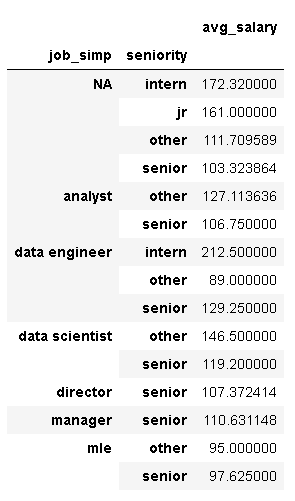 avg_salary
job_simp seniority
NA intern 172.320000
jr 161.000000
other 111.709589
senior 103.323864
analyst other 127.113636
senior 106.750000
data engineer intern 212.500000
other 89.000000
senior 129.250000
data scientist other 146.500000
senior 119.200000
director senior 107.372414
manager senior 110.631148
mle other 95.000000
senior 97.625000